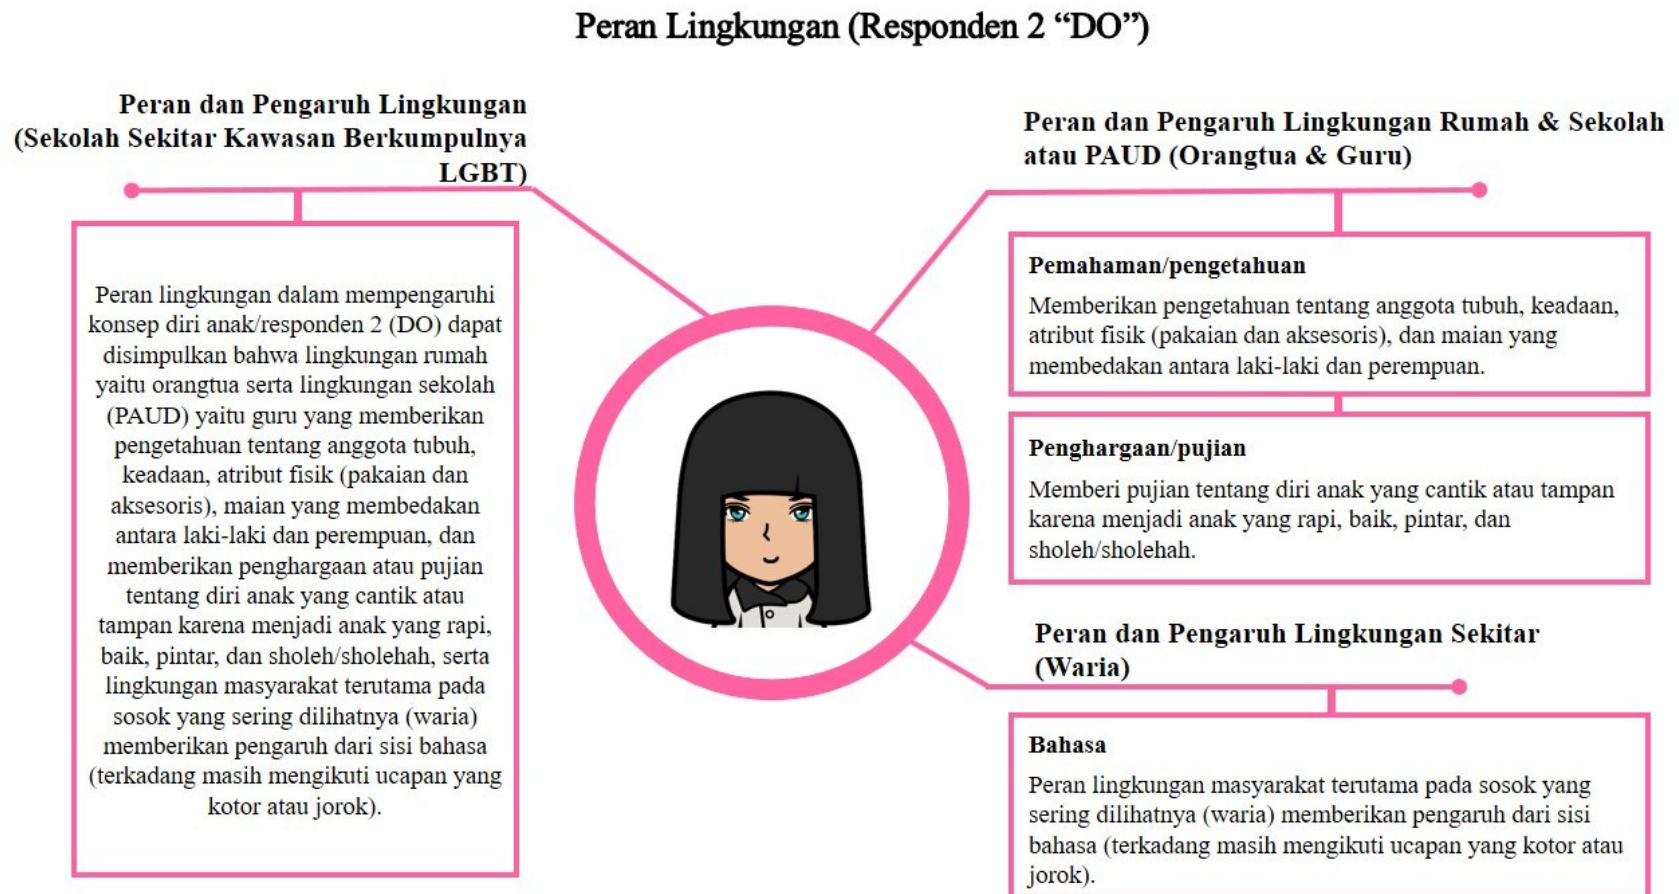 Peran Lingkungan (Responden 2 “DO”)
Peran dan Pengaruh Lingkungan
(Sekolah Sekitar Kawasan Berkumpulnya
LGBT)
Peran lingkungan dalam mempengaruhi
konsep diri anak/responden 2 (DO) dapat
disimpulkan bahwa lingkungan rumah
yaitu orangtua serta lingkungan sekolah
(PAUD) yaitu guru yang memberikan
pengetahuan tentang anggota tubuh,
keadaan, atribut fisik (pakaian dan
aksesoris), maian yang membedakan
antara laki-laki dan perempuan, dan
memberikan penghargaan atau pujian
tentang diri anak yang cantik atau
tampan karena menjadi anak yang rapi,
baik, pintar, dan sholeh/sholehah, serta
lingkungan masyarakat terutama pada
sosok yang sering dilihatnya (waria)
memberikan pengaruh dari sisi bahasa
(terkadang masih mengikuti ucapan yang
kotor atau jorok).
Peran dan Pengaruh Lingkungan Rumah & Sekolah
atau PAUD (Orangtua & Guru)
Pemahaman/pengetahuan
Memberikan pengetahuan tentang anggota tubuh, keadaan,
atribut fisik (pakaian dan aksesoris), dan maian yang
membedakan antara laki-laki dan perempuan.
Penghargaan/pujian
Memberi pujian tentang diri anak yang cantik atau tampan
karena menjadi anak yang rapi, baik, pintar, dan
sholeh/sholehah.
Peran dan Pengaruh Lingkungan Sekitar
(Waria)
Bahasa
Peran lingkungan masyarakat terutama pada sosok yang
sering dilihatnya (waria) memberikan pengaruh dari sisi
bahasa (terkadang masih mengikuti ucapan yang kotor atau
jorok).